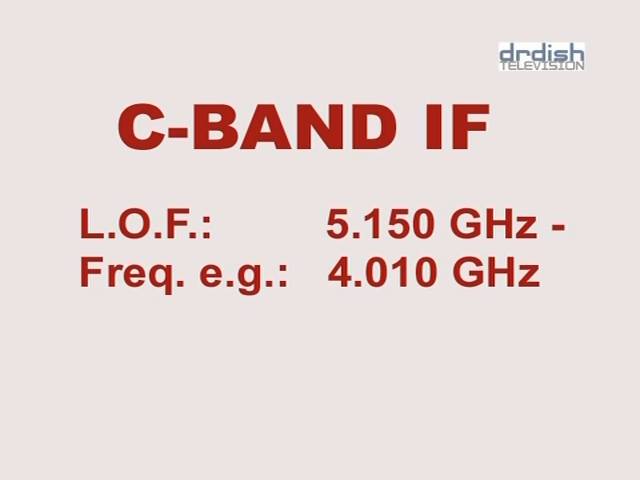 drdish
TELEVISION
C-BAND IF
L.O.F.: 5.150 GHz -
Freq. e.g.: 4.010 GHz